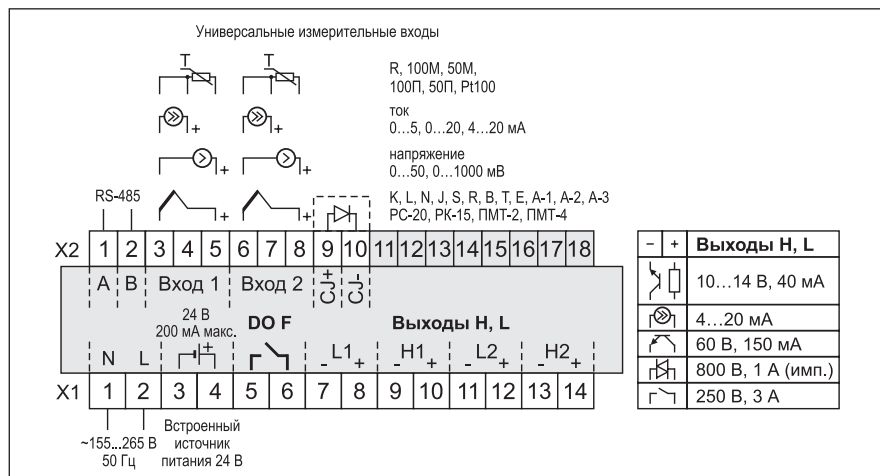 Универсальные измерительные входы
T T
R, 100М, 50М,
100П, 50П, Pt100
ток
0...5, 0...20, 4...20 мА
+ +
напряжение
0...50, 0...1000 мВ
+ +
RS-485
K, L, N, J, S, R, B, T, E, A-1, A-2, A-3
РС-20, РК-15, ПМТ-2, ПМТ-4
+ +
X2 1 2 3 4 5 6 7 8 9 10 11 12 13 14 15 16 17 18
A B Вход 1 Вход 2 CJ+ CJ-
24 В
200 мА макс.
DO F
Выходы H, L
N L + - L1 + - H1 + - L2 + - H2 +
X1 1 2 3 4 5 6 7 8 9 10 11 12 13 14
~155...265 В
50 Гц
Встроенный
источник
питания 24 В
- + Выходы H, L
10...14 В, 40 мА
4...20 мА
60 В, 150 мА
800 В, 1 А (имп.)
250 В, 3 А